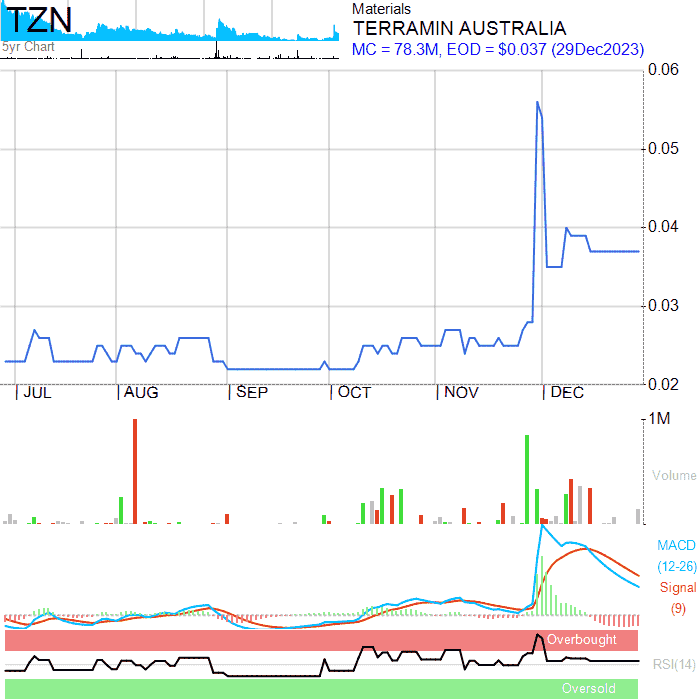 TZN
5yr Chart
Materials
TERRAMIN AUSTRALIA
MC = 78.3M, EOD = $0.037 (29Dec2023)
0.06
0.05
0.04
0.03
0.02
JUL AUG SEP OCT NOV DEC
1M
Volume
MACD
(12-26)
Signal
(9)
Overbought
RSI(14)
Oversold